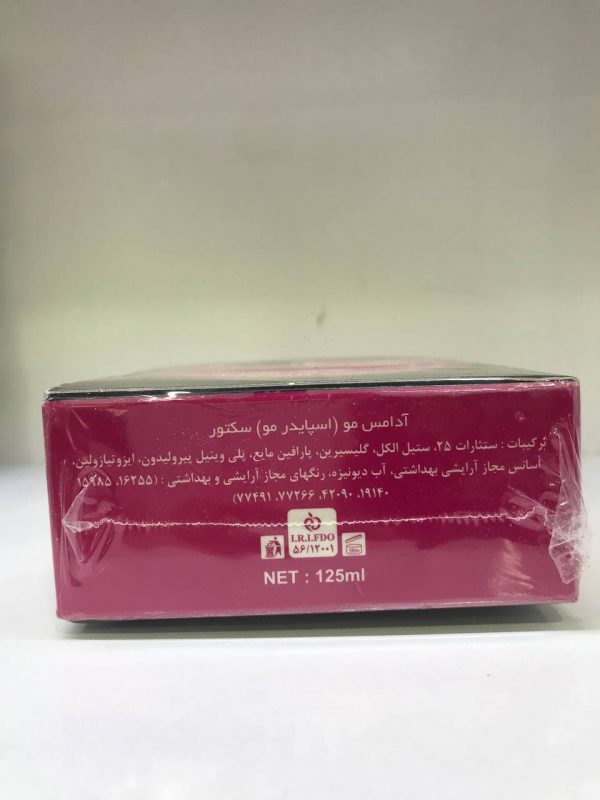 آدامس مو (اسپایدر مو) سکتور
ترکیبات : ستئارات ۲۵، ستیل الکل، گلیسیرین، پارافین مایع، پلی وینیل پیرولیدون، ایزوتیازولین،
اسانس مجاز آرایشی بهداشتی، آب دیونیزه، رنگهای مجاز آرایشی و بهداشتی : (۱۶۲۵۵، ۱۵۹۸۵
۱۹۱۴۰، ۴۲۰۹۰، ۷۷۲۶۶، ۷۷۴۹۱)
I.R.I.FDO
۵۶/۱۲۰۰۱
NET : 125ml